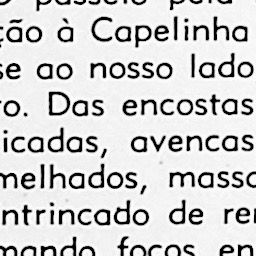 O passeio pela
ção à Capelinha
se ao nosso lado
ro. Das encostas
icadas, avencas
melhados, massa
ntrincado de re
mando focos en